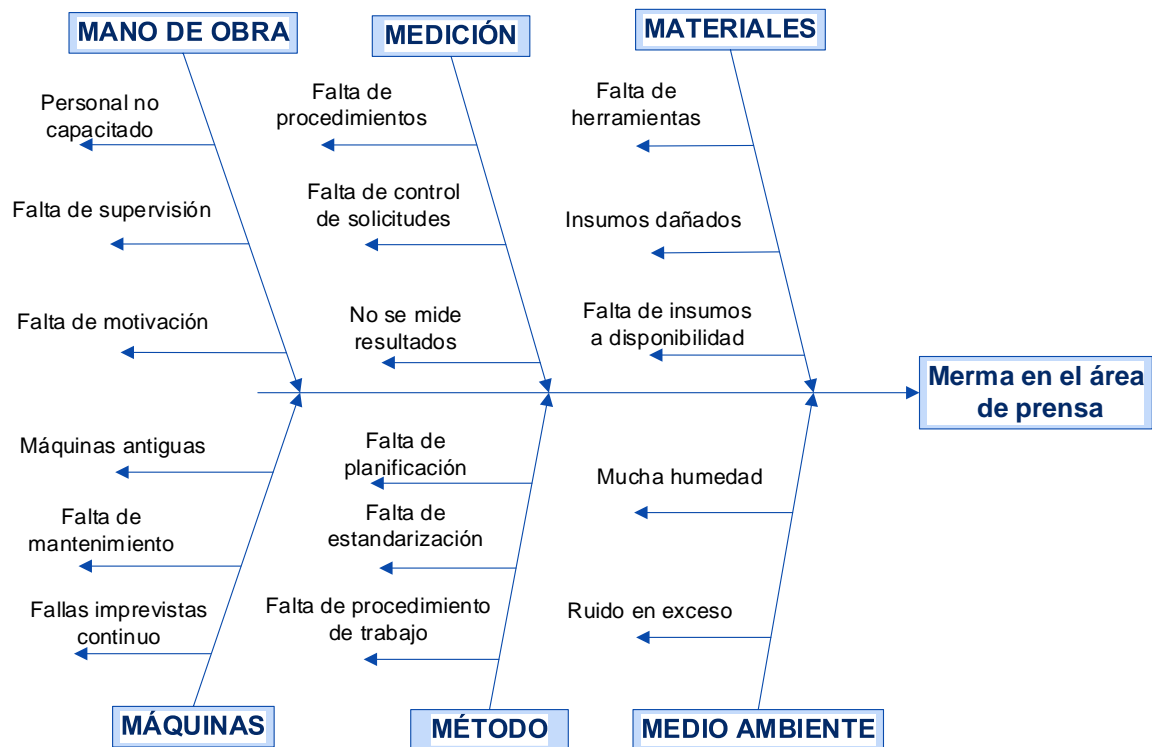 MANO DE OBRA
MEDICIÓN
MATERIALES
Personal no
capacitado
Falta de supervisión
Falta de motivación
Falta de
procedimientos
Falta de control
de solicitudes
No se mide
resultados
Falta de
herramientas
Insumos dañados
Falta de insumos
a disponibilidad
Merma en el área
de prensa
Máquinas antiguas
Falta de
mantenimiento
Fallas imprevistas
continuo
Falta de
planificación
Falta de
estandarización
Falta de procedimiento
de trabajo
Mucha humedad
Ruido en exceso
MÁQUINAS
MÉTODO
MEDIO AMBIENTE